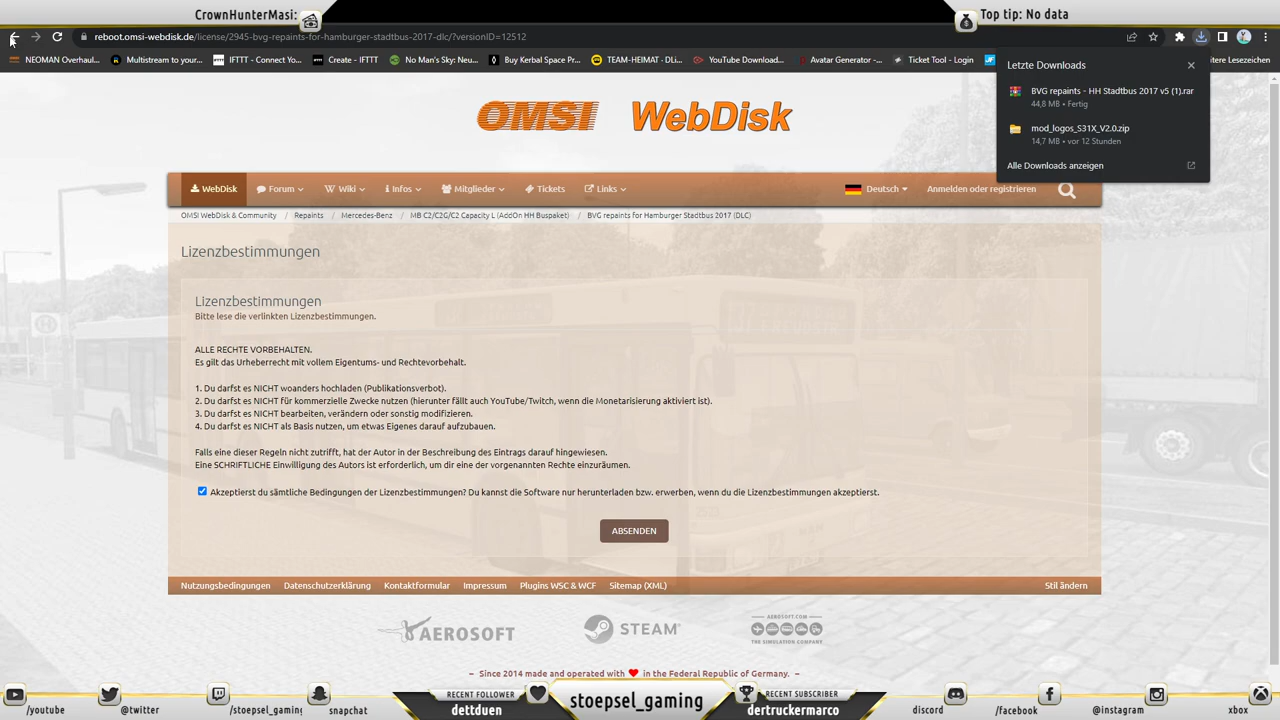 CrownHunterMasi:
Top tip: No data
reboot.omsi-webdisk.de/license/2945-bvg-repaints-for-hamburger-stadtbus-2017-dlc/?versionID=12512
NEOMAN Overhaul...
Multistream to your...
IFTTT - Connect Yo...
Create - IFTTT
No Man's Sky: Neu...
Buy Kerbal Space Pr...
TEAM-HEIMAT · DLi...
YouTube Download...
Avatar Generator -...
Ticket Tool - Login
itere Lesezeichen
Letzte Downloads
BVG repaints - HH Stadtbus 2017 v5 (1).rar
44,8 MB • Fertig
mod_logos_S31X_V2.0.zip
14,7 MB • vor 12 Stunden
Alle Downloads anzeigen
OMSI WebDisk
WebDisk
Forum
Wiki
Infos
Mitglieder
Tickets
Links
Deutsch
Anmelden oder registrieren
OMSI WebDisk & Community / Repaints / Mercedes-Benz / MB C2/C2G/C2 Capacity L (AddOn HH Buspaket) / BVG repaints for Hamburger Stadtbus 2017 (DLC)
Lizenzbestimmungen
Lizenzbestimmungen
Bitte lese die verlinkten Lizenzbestimmungen.
ALLE RECHTE VORBEHALTEN.
Es gilt das Urheberrecht mit vollem Eigentums- und Rechtevorbehalt.
1. Du darfst es NICHT woanders hochladen (Publikationsverbot).
2. Du darfst es NICHT für kommerzielle Zwecke nutzen (hierunter fällt auch YouTube/Twitch, wenn die Monetarisierung aktiviert ist).
3. Du darfst es NICHT bearbeiten, verändern oder sonstig modifizieren.
4. Du darfst es NICHT als Basis nutzen, um etwas Eigenes darauf aufzubauen.
Falls eine dieser Regeln nicht zutrifft, hat der Autor in der Beschreibung des Eintrags darauf hingewiesen.
Eine SCHRIFTLICHE Einwilligung des Autors ist erforderlich, um dir eine der vorgenannten Rechte einzuräumen.
Akzeptierst du sämtliche Bedingungen der Lizenzbestimmungen? Du kannst die Software nur herunterladen bzw. erwerben, wenn du die Lizenzbestimmungen akzeptierst.
ABSENDEN
Nutzungsbedingungen
Datenschutzerklärung
Kontaktformular
Impressum
Plugins WSC & WCF
Sitemap (XML)
Stil ändern
AEROSOFT
STEAM
AEROSOFT.COM
THE SIMULATION COMPANY
– Since 2014 made and operated with ❤ in the Federal Republic of Germany. –
/youtube
@twitter
/stoepsel_gaming
snapchat
RECENT FOLLOWER
dettduen
stoepsel_gaming
RECENT SUBSCRIBER
dertruckermarco
discord
/facebook
@instagram
xbox